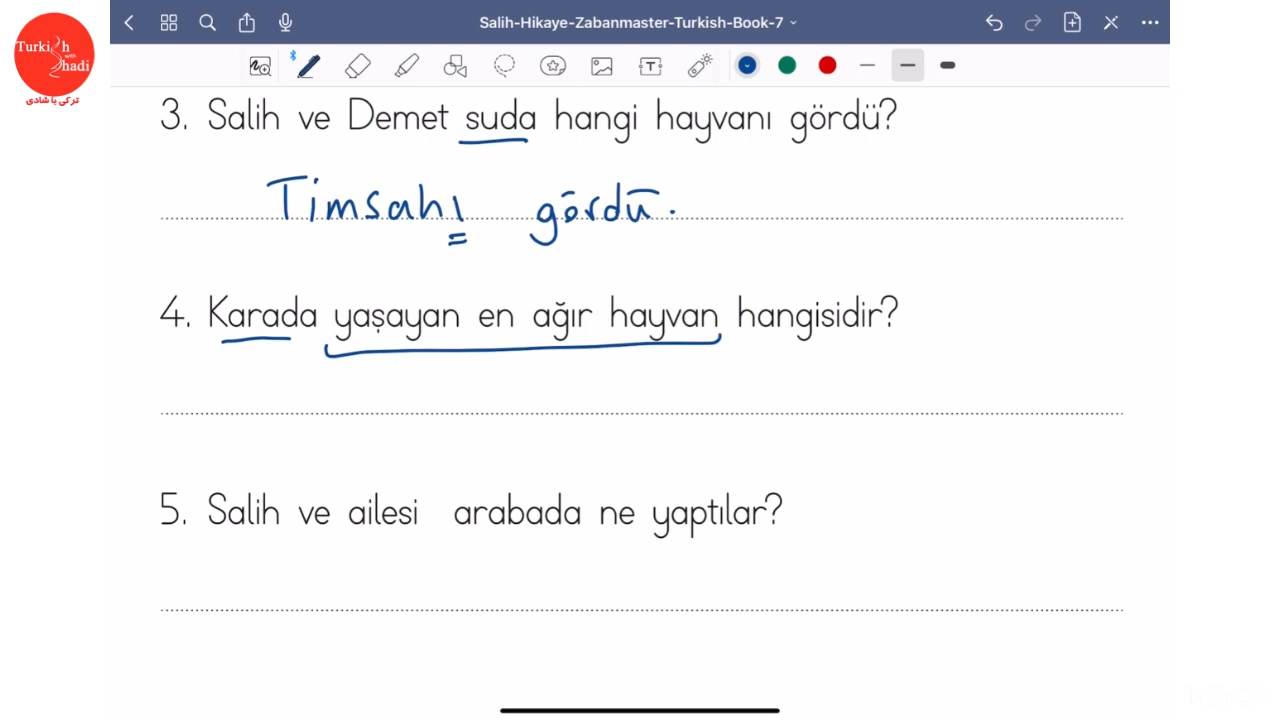 Turkish
with
Shadi
ترکی با شادی
Salih-Hikaye-Zabanmaster-Turkish-Book-7
3. Salih ve Demet suda hangi hayvanı gördü?
Timsahı gördü.
4. Karada yaşayan en ağır hayvan hangisidir?
5. Salih ve ailesi arabada ne yaptılar?